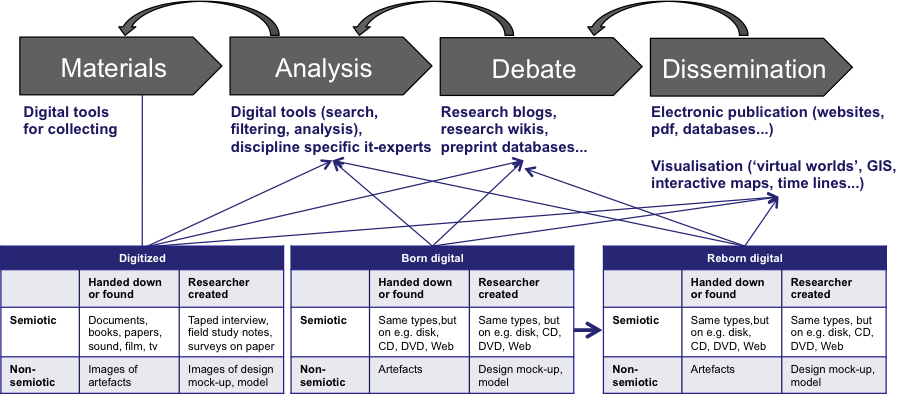 Materials
Analysis
Debate
Dissemination
Digital tools
for collecting
Digital tools (search,
filtering, analysis),
discipline specific it-experts
Research blogs,
research wikis,
preprint databases...
Electronic publication (websites,
pdf, databases...)
Visualisation (‘virtual worlds’, GIS,
interactive maps, time lines...)
Digitized
Handed down
or found
Researcher
created
Semiotic
Documents,
books, papers,
sound, film, tv
Taped interview,
field study notes,
surveys on paper
Non-
semiotic
Images of
artefacts
Images of design
mock-up, model
Born digital
Handed down
or found
Researcher
created
Semiotic
Same types,but
on e.g. disk,
CD, DVD, Web
Same types, but
on e.g. disk, CD,
DVD, Web
Non-
semiotic
Artefacts
Design mock-up,
model
Reborn digital
Handed down
or found
Researcher
created
Semiotic
Same types,but
on e.g. disk,
CD, DVD, Web
Same types, but
on e.g. disk, CD,
DVD, Web
Non-
semiotic
Artefacts
Design mock-up,
model